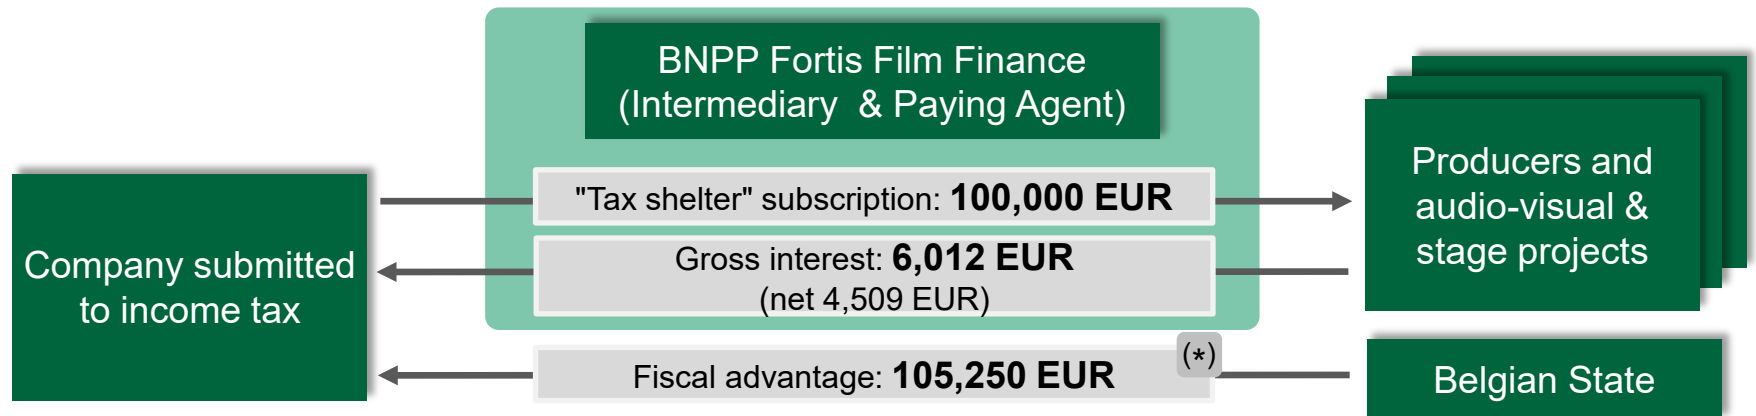 BNPP Fortis Film Finance
(Intermediary & Paying Agent)
Company submitted
to income tax
"Tax shelter" subscription: 100,000 EUR
Gross interest: 6,012 EUR
(net 4,509 EUR)
Fiscal advantage: 105,250 EUR
(*)
Producers and
audio-visual &
stage projects
Belgian State